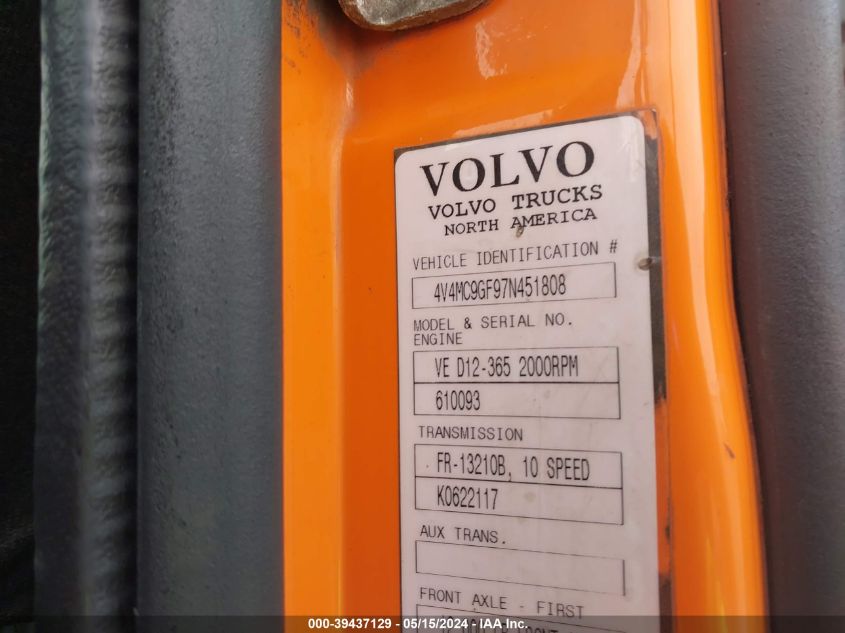 VOLVO
VOLVO TRUCKS
NORTH AMERICA
VEHICLE IDENTIFICATION #
4V4MC9GF97N451808
MODEL & SERIAL NO.
ENGINE
VE D12-365 2000RPM
610093
TRANSMISSION
FR-13210B, 10 SPEED
K0622117
AUX TRANS.
FRONT AXLE - FIRST
000-39437129 - 05/15/2024 - IAA Inc.